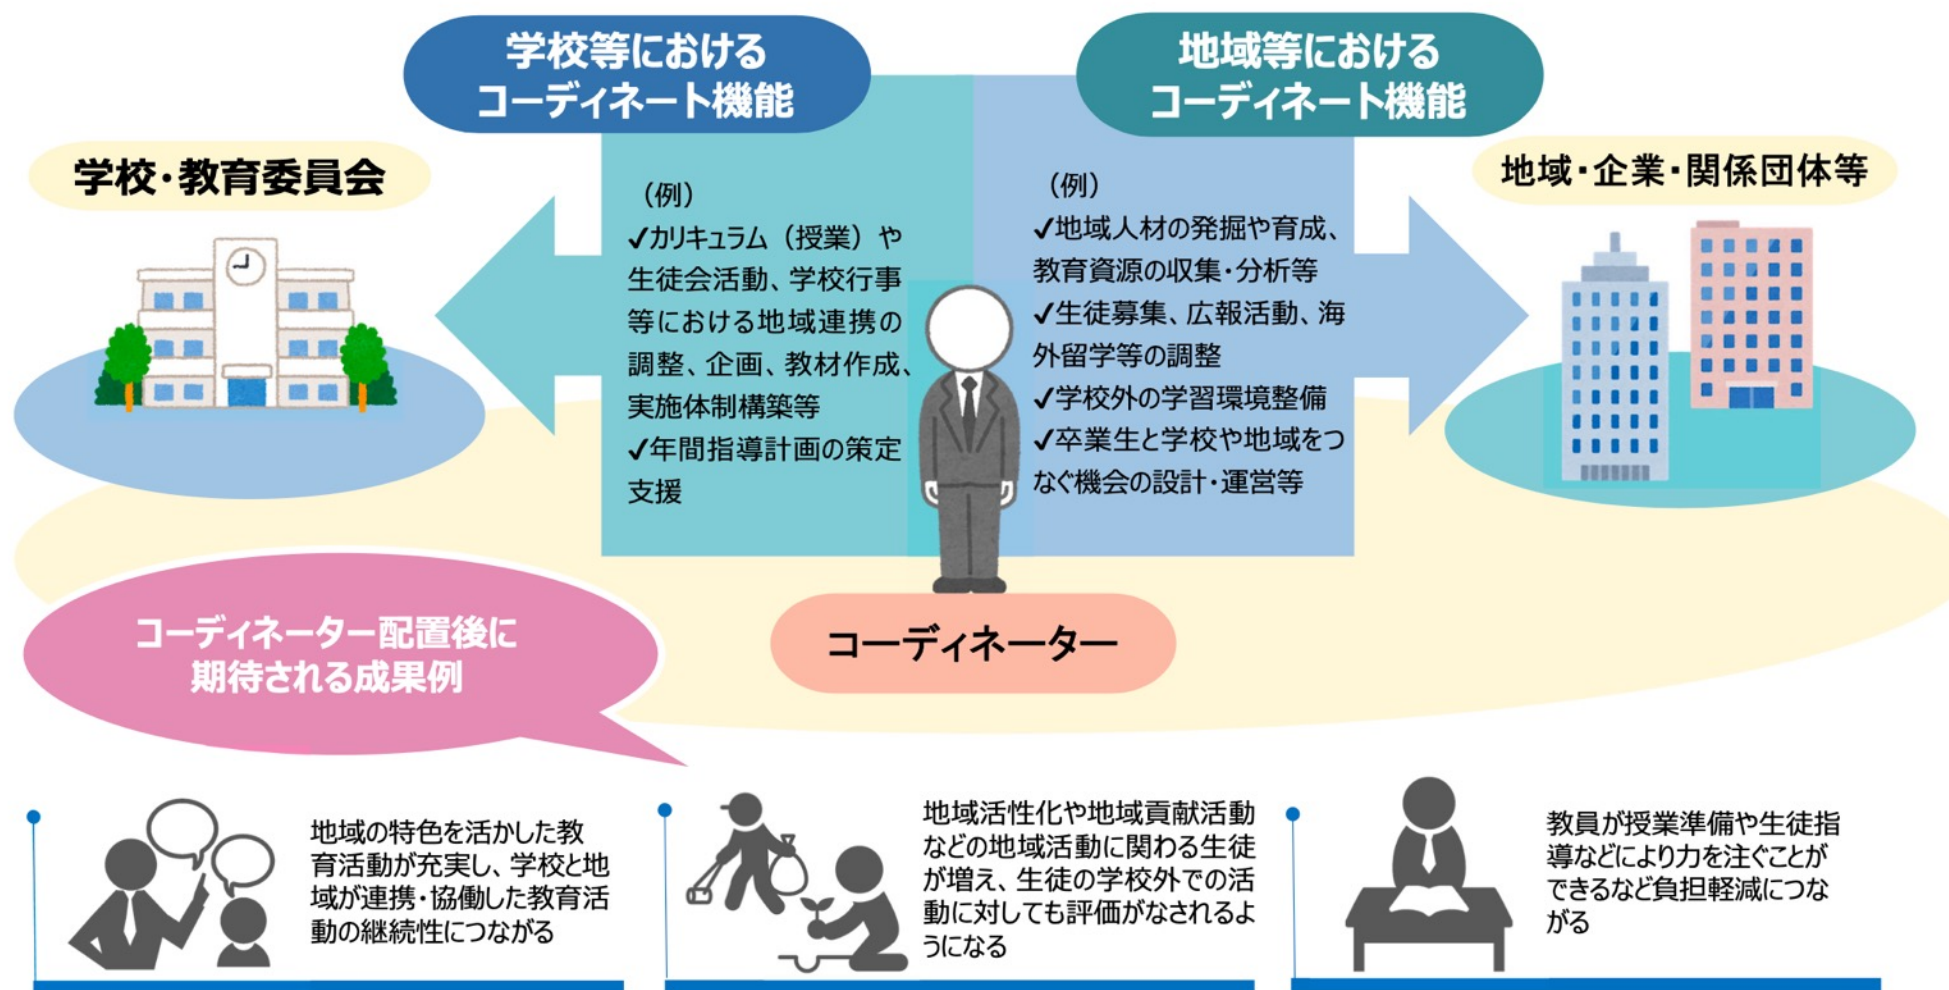 学校等における
コーディネート機能
地域等における
コーディネート機能
学校・教育委員会
地域・企業・関係団体等
（例）
✓カリキュラム（授業）や
生徒会活動、学校行事
等における地域連携の
調整、企画、教材作成、
実施体制構築等
✓年間指導計画の策定
支援
（例）
✓地域人材の発掘や育成、
教育資源の収集・分析等
✓生徒募集、広報活動、海
外留学等の調整
✓学校外の学習環境整備
✓卒業生と学校や地域をつ
なぐ機会の設計・運営等
コーディネーター
コーディネーター配置後に
期待される成果例
地域の特色を活かした教
育活動が充実し、学校と地
域が連携・協働した教育活
動の継続性につながる
地域活性化や地域貢献活動
などの地域活動に関わる生徒
が増え、生徒の学校外での活
動に対しても評価がなされるよ
うになる
教員が授業準備や生徒指
導などにより力を注ぐことが
できるなど負担軽減につな
がる